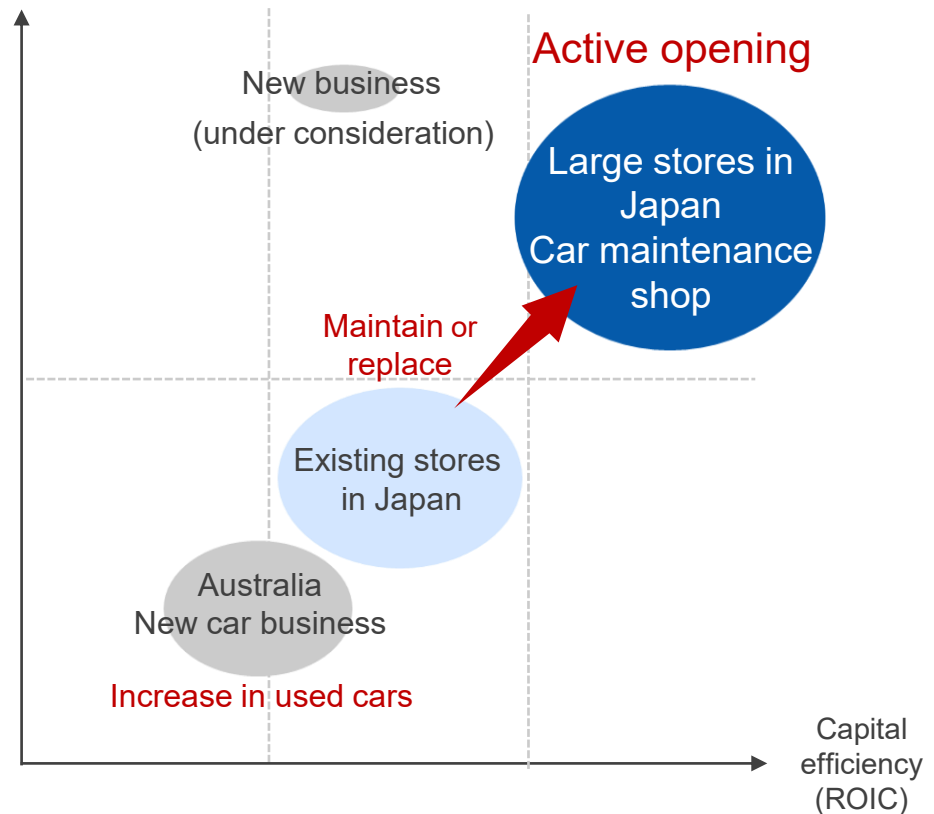 Active opening
New business
(under consideration)
Large stores in
Japan
Car maintenance
shop
Maintain or
replace
Existing stores
in Japan
Australia
New car business
Increase in used cars
Capital
efficiency
(ROIC)